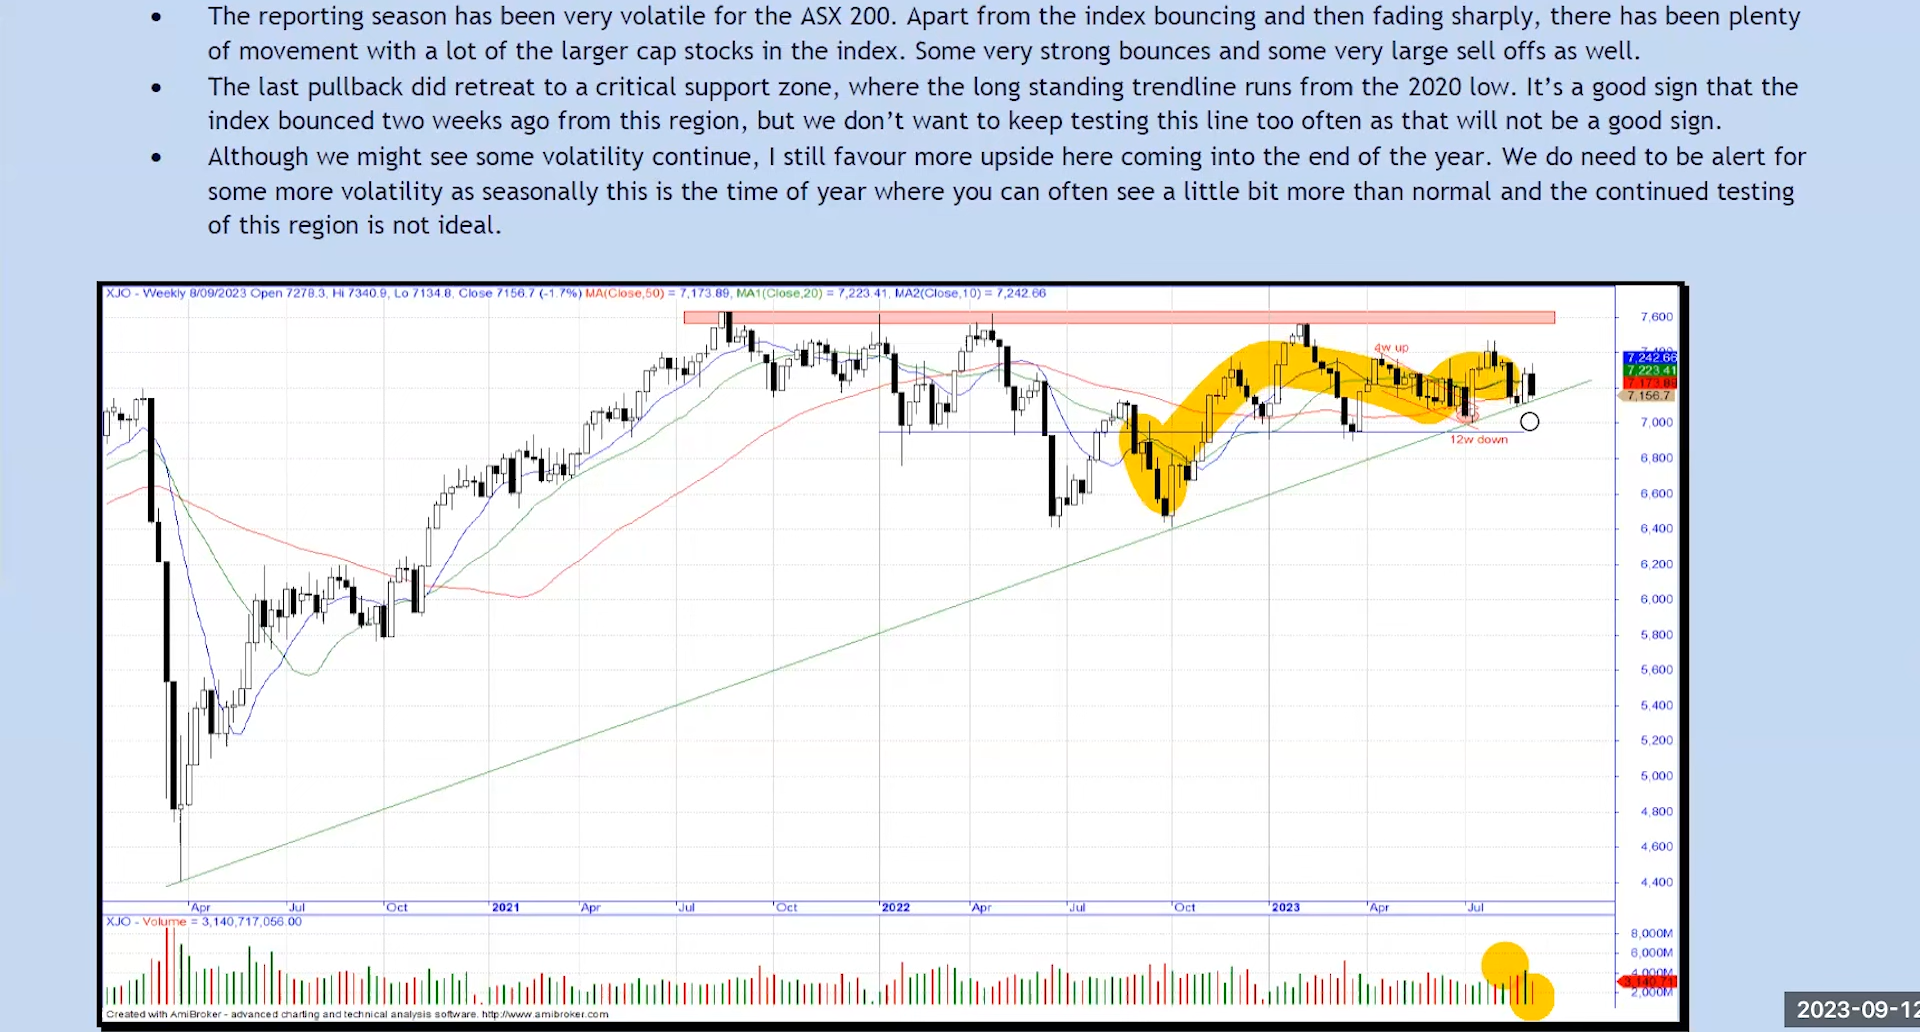 • The reporting season has been very volatile for the ASX 200. Apart from the index bouncing and then fading sharply, there has been plenty
of movement with a lot of the larger cap stocks in the index. Some very strong bounces and some very large sell offs as well.
• The last pullback did retreat to a critical support zone, where the long standing trendline runs from the 2020 low. It’s a good sign that the
index bounced two weeks ago from this region, but we don’t want to keep testing this line too often as that will not be a good sign.
• Although we might see some volatility continue, I still favour more upside here coming into the end of the year. We do need to be alert for
some more volatility as seasonally this is the time of year where you can often see a little bit more than normal and the continued testing
of this region is not ideal.
XJO - Weekly 8/09/2023 Open 7278.3, Hi 7340.9, Lo 7134.8, Close 7156.7 (-1.7%) MA(Close,50) = 7,173.89, MA1(Close,20) = 7,223.41, MA2(Close,10) = 7,242.66
7,600
4w up
7,242.66
7,223.41
7,156.7
7,000
12w down
6,800
6,600
6,400
6,200
6,000
5,800
5,600
5,400
5,200
5,000
4,800
4,600
4,400
Apr Jul Oct 2021 Apr Jul Oct 2022 Apr Jul Oct 2023 Apr Jul
XJO - Volume = 3,140,717,056.00
8,000M
6,000M
4,000M
2,000M
Created with AmiBroker - advanced charting and technical analysis software. http://www.amibroker.com
2023-09-12